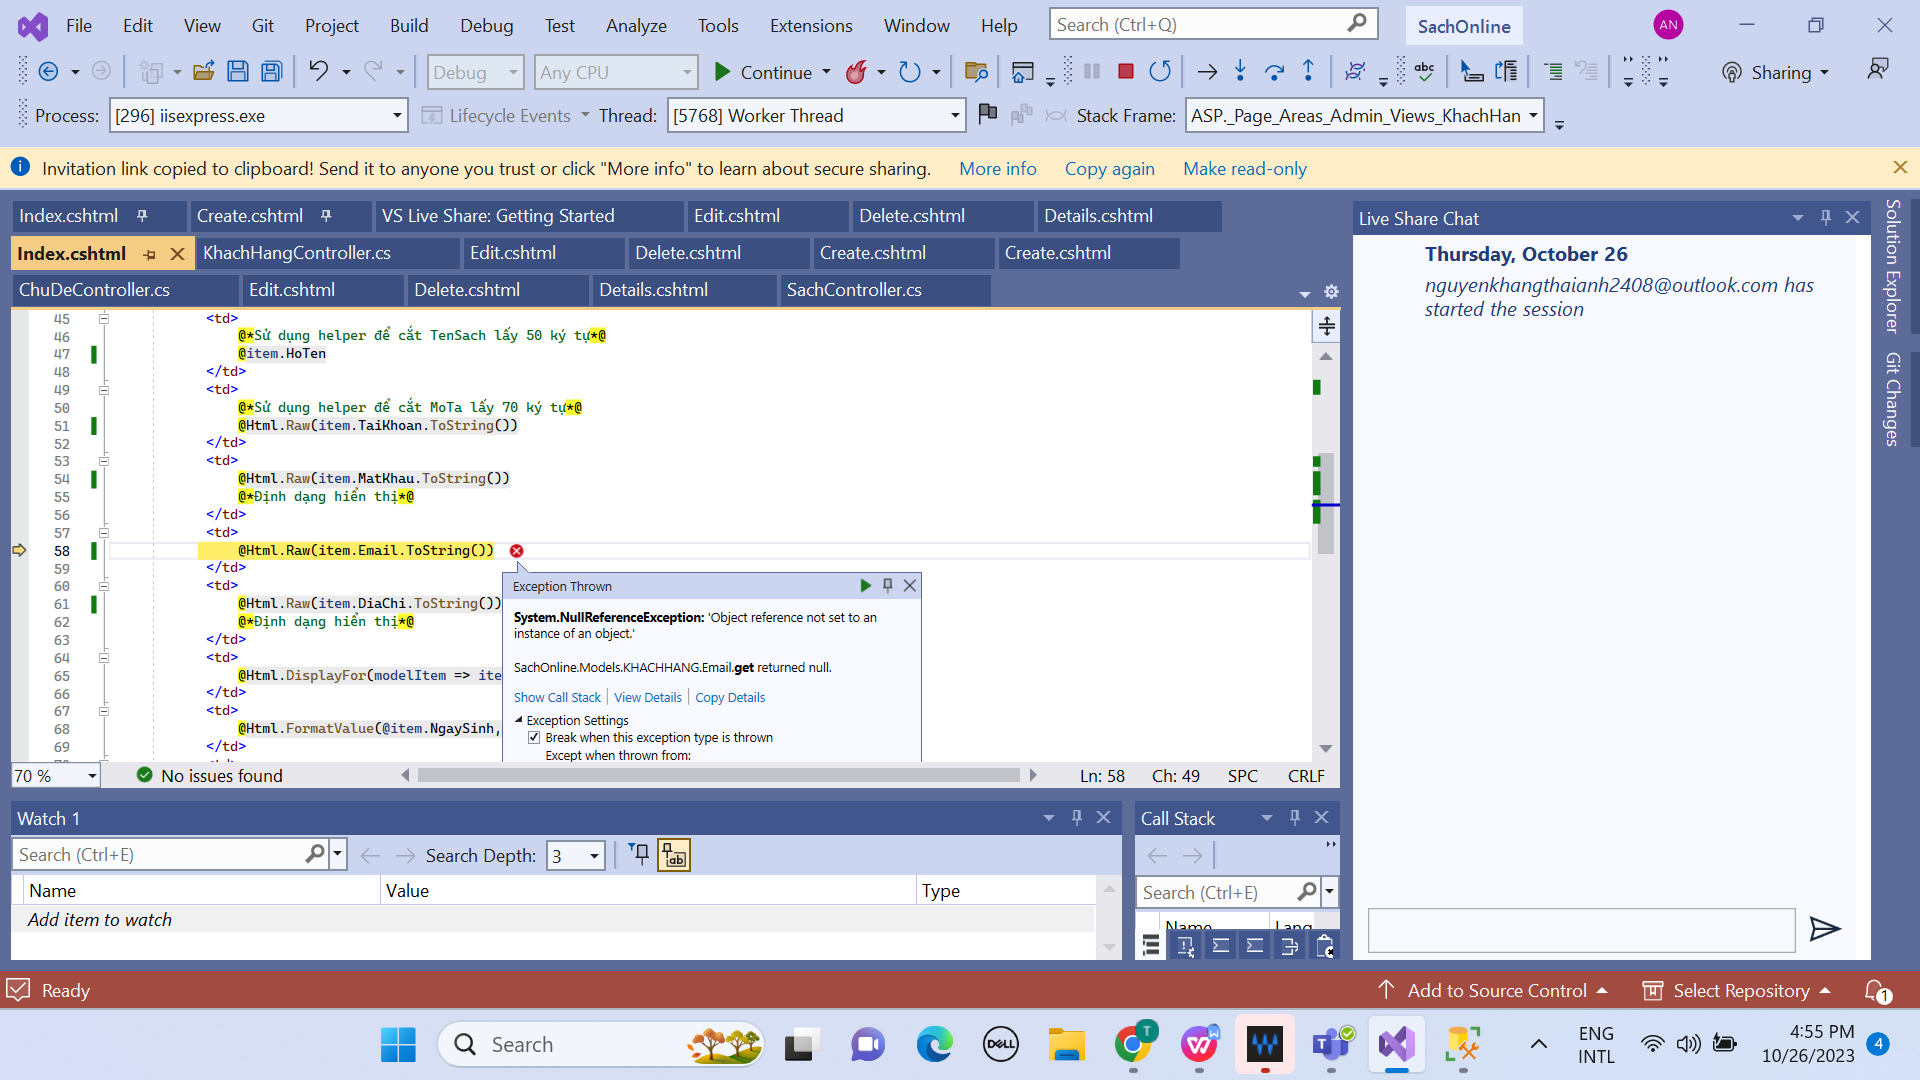 File Edit View Git Project Build Debug Test Analyze Tools Extensions Window Help Search (Ctrl+Q) SachOnline AN
Debug Any CPU Continue Sharing
Process: [296] iisexpress.exe Lifecycle Events Thread: [5768] Worker Thread Stack Frame: ASP._Page_Areas_Admin_Views_KhachHan
Invitation link copied to clipboard! Send it to anyone you trust or click "More info" to learn about secure sharing. More info Copy again Make read-only
Index.cshtml Create.cshtml VS Live Share: Getting Started Edit.cshtml Delete.cshtml Details.cshtml
Index.cshtml KhachHangController.cs Edit.cshtml Delete.cshtml Create.cshtml Create.cshtml
ChuDeController.cs Edit.cshtml Delete.cshtml Details.cshtml SachController.cs
45 <td>
46 @*Sử dụng helper để cắt TenSach lấy 50 ký tự*@
47 @item.HoTen
48 </td>
49 <td>
50 @*Sử dụng helper để cắt MoTa lấy 70 ký tự*@
51 @Html.Raw(item.TaiKhoan.ToString())
52 </td>
53 <td>
54 @Html.Raw(item.MatKhau.ToString())
55 @*Định dạng hiển thị*@
56 </td>
57 <td>
58 @Html.Raw(item.Email.ToString())
59 </td>
60 <td>
61 @Html.Raw(item.DiaChi.ToString())
62 @*Định dạng hiển thị*@
63 </td>
64 <td>
65 @Html.DisplayFor(modelItem => ite
66 </td>
67 <td>
68 @Html.FormatValue(@item.NgaySinh,
69 </td>
Exception Thrown
System.NullReferenceException: 'Object reference not set to an
instance of an object.'
SachOnline.Models.KHACHHANG.Email.get returned null.
Show Call Stack View Details Copy Details
Exception Settings
Break when this exception type is thrown
Except when thrown from:
70 % No issues found Ln: 58 Ch: 49 SPC CRLF
Live Share Chat
Thursday, October 26
nguyenkhangthaianh2408@outlook.com has
started the session
Solution Explorer
Git Changes
Watch 1
Search (Ctrl+E) Search Depth: 3
Name Value Type
Add item to watch
Call Stack
Search (Ctrl+E)
Name Lang
Ready Add to Source Control Select Repository 1
Search DELL T W T ENG INTL 4:55 PM 10/26/2023 4